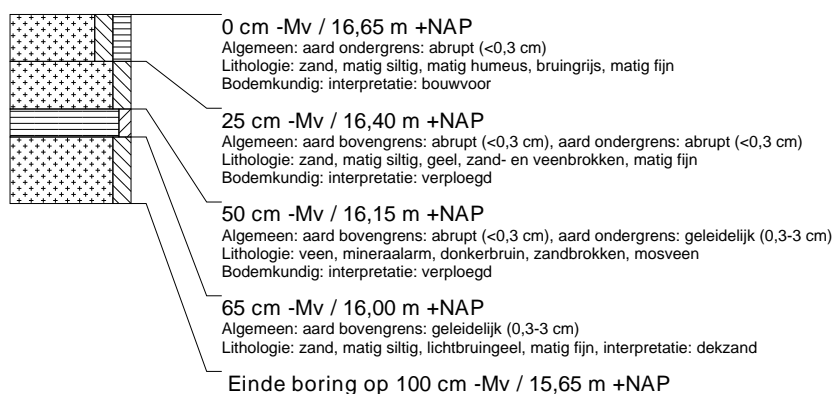 0 cm -Mv / 16,65 m +NAP
Algemeen: aard ondergrens: abrupt (<0,3 cm)
Lithologie: zand, matig siltig, matig humeus, bruingrijs, matig fijn
Bodemkundig: interpretatie: bouwvoor
25 cm -Mv / 16,40 m +NAP
Algemeen: aard bovengrens: abrupt (<0,3 cm), aard ondergrens: abrupt (<0,3 cm)
Lithologie: zand, matig siltig, geel, zand- en veenbrokken, matig fijn
Bodemkundig: interpretatie: verploegd
50 cm -Mv / 16,15 m +NAP
Algemeen: aard bovengrens: abrupt (<0,3 cm), aard ondergrens: geleidelijk (0,3-3 cm)
Lithologie: veen, mineraalarm, donkerbruin, zandbrokken, mosveen
Bodemkundig: interpretatie: verploegd
65 cm -Mv / 16,00 m +NAP
Algemeen: aard bovengrens: geleidelijk (0,3-3 cm)
Lithologie: zand, matig siltig, lichtbruingeel, matig fijn, interpretatie: dekzand
Einde boring op 100 cm -Mv / 15,65 m +NAP